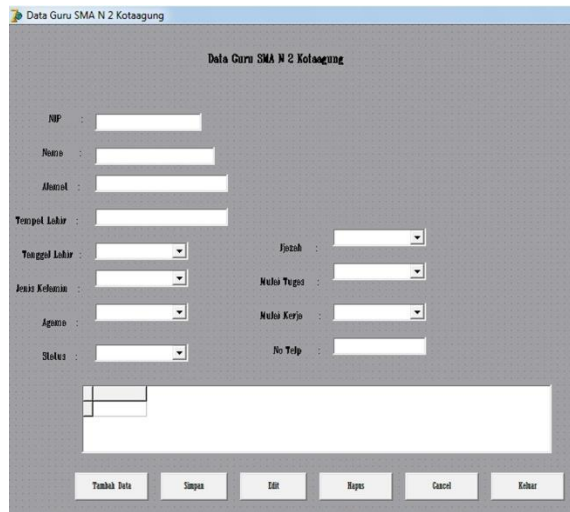 Data Guru SMA N 2 Kotaagung
Data Guru SMA N 2 Kotaagung
NIP :
Nama :
Alamat :
Tempat Lahir :
Tanggal Lahir :
Jenis Kelamin :
Agama :
Status :
Ijazah :
Mulai Tugas :
Mulai Kerja :
No Telp :
Tambah Data
Simpan
Edit
Hapus
Cancel
Keluar